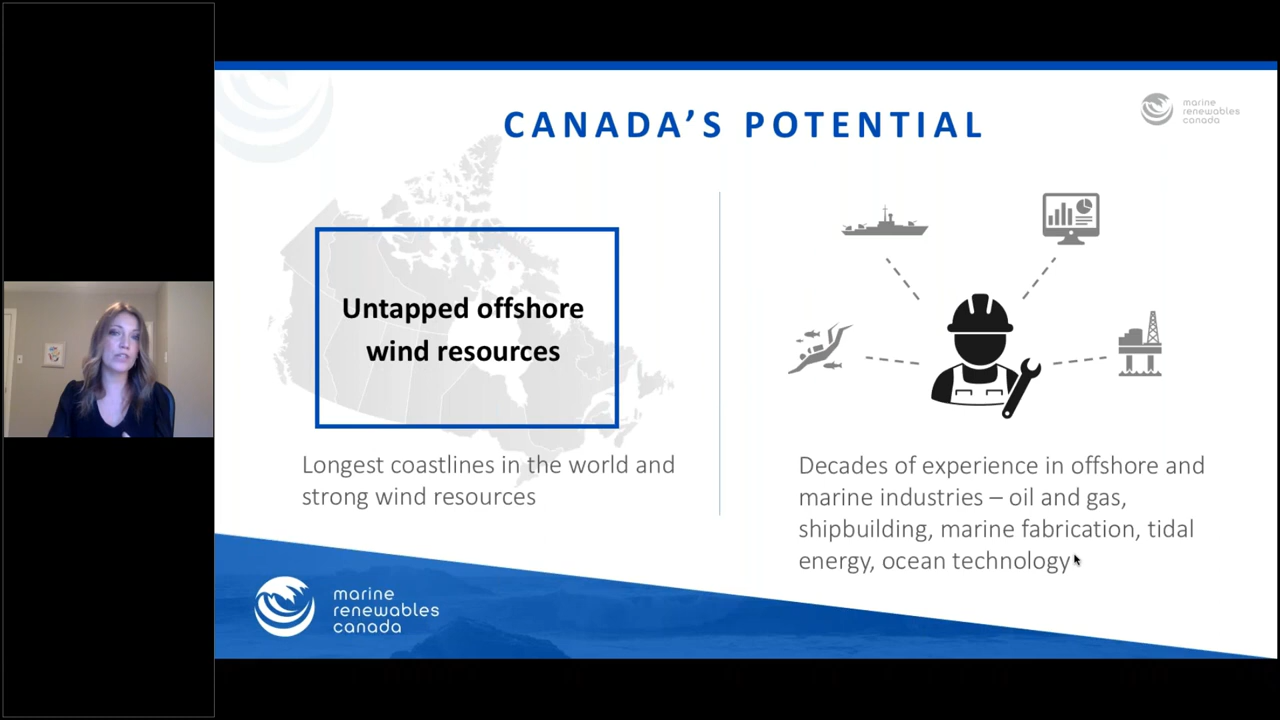 CANADA’S POTENTIAL
marine
renewables
canada
Untapped offshore
wind resources
Longest coastlines in the world and
strong wind resources
Decades of experience in offshore and
marine industries – oil and gas,
shipbuilding, marine fabrication, tidal
energy, ocean technology
marine
renewables
canada